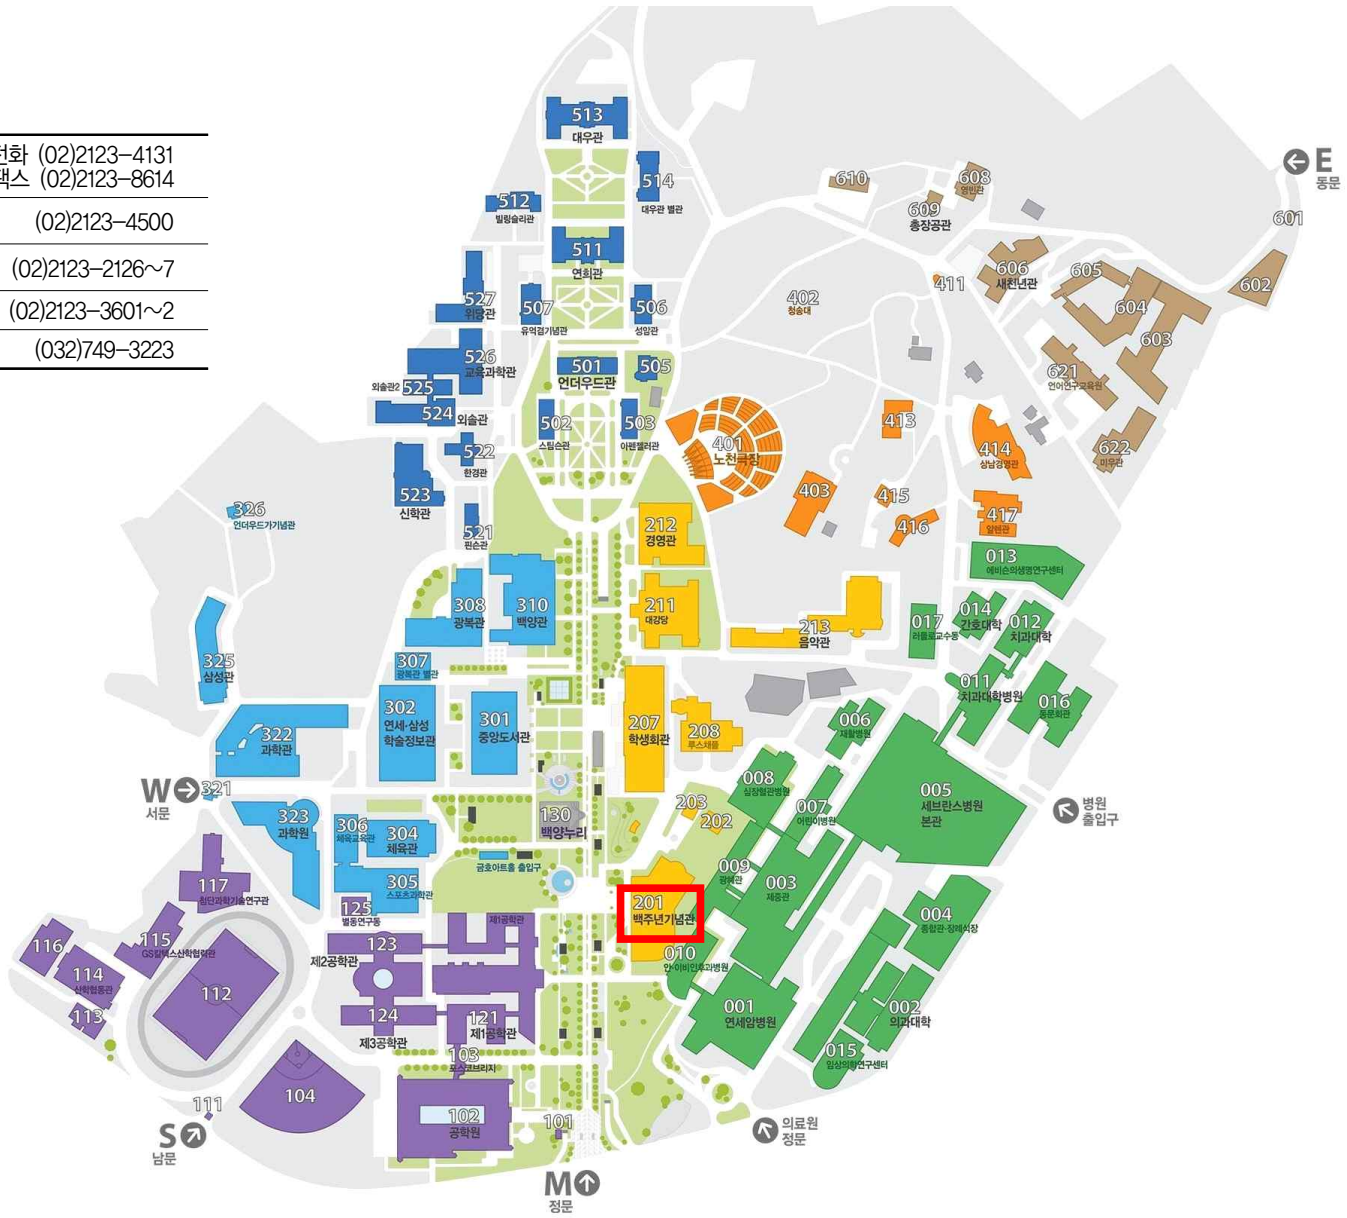 전화 (02)2123-4131
팩스 (02)2123-8614
(02)2123-4500
(02)2123-2126~7
(02)2123-3601~2
(032)749-3223
513
대우관
514
대우관 별관
512
빌링슬리관
511
연희관
527
위당관
507
유억겸기념관
506
성암관
526
교육과학관
501
언더우드관
505
외솔관2
525
524
외솔관
502
스팀슨관
503
아펜젤러관
522
한경관
523
신학관
521
핀슨관
326
언더우드가기념관
610
608
영빈관
609
총장공관
E
동문
601
606
새천년관
605
602
604
603
411
402
청송대
621
언어연구교육원
622
미우관
401
노천극장
413
414
상남경영관
403
415
416
417
알렌관
212
경영관
211
대강당
213
음악관
013
에비슨의생명연구센터
014
간호대학
012
치과대학
017
011
치과대학병원
016
동문회관
308
광복관
310
백양관
307
광복관 별관
325
삼성관
302
연세·삼성
학술정보관
301
중앙도서관
207
학생회관
208
루스채플
006
재활병원
322
과학관
W
서문
321
323
과학원
008
심장혈관병원
007
어린이병원
005
세브란스병원
본관
병원
출입구
203
202
130
백양누리
306
체육교육관
304
체육관
305
스포츠과학관
금호아트홀 출입구
009
광혜관
003
제중관
004
종합관·장례식장
117
첨단과학기술연구관
125
별동연구동
201
백주년기념관
116
115
GS칼텍스산학협력관
114
산학협동관
113
112
123
제1공학관
제2공학관
010
안·이비인후과병원
001
연세암병원
002
의과대학
124
제3공학관
121
제1공학관
015
임상의학연구센터
103
포스코브리지
104
102
공학원
101
111
S
남문
M
정문
의료원
정문